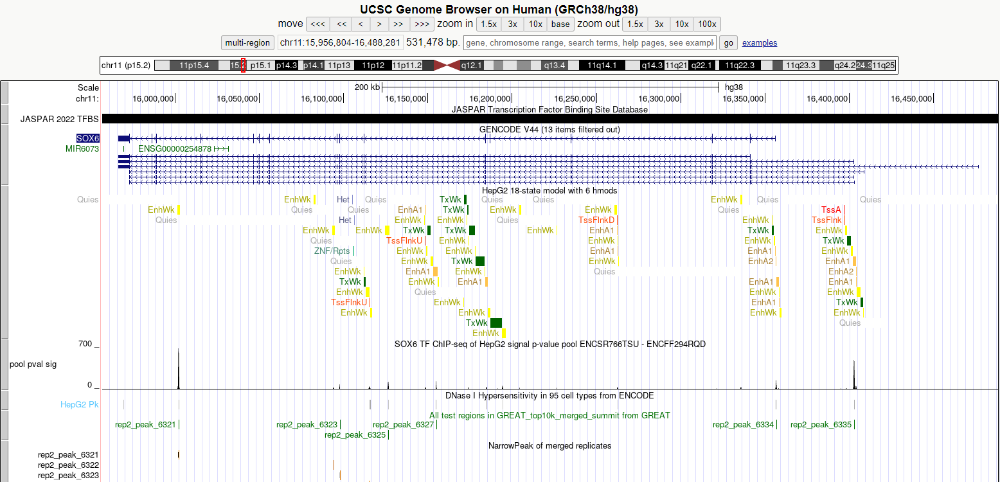 UCSC Genome Browser on Human (GRCh38/hg38)
move <<< << < > >> >>> zoom in 1.5x 3x 10x base zoom out 1.5x 3x 10x 100x
multi-region chr11:15,956,804-16,488,281 531,478 bp. gene, chromosome range, search terms, help pages, see exampl go examples
chr11 (p15.2) 11p15.4 15.2 p15.1 p14.3 p14.1 11p13 11p12 11p11.2 q12.1 q13.4 11q14.1 q14.3 11q21 q22.1 11q22.3 11q23.3 q24.2 24.3 11q25
Scale 200 kb hg38
chr11: 16,000,000 16,050,000 16,100,000 16,150,000 16,200,000 16,250,000 16,300,000 16,350,000 16,400,000 16,450,000
JASPAR Transcription Factor Binding Site Database
JASPAR 2022 TFBS
GENCODE V44 (13 items filtered out)
SOX6
MIR6073 ENSG00000254878
HepG2 18-state model with 6 hmods
Quies EnhWk Het Quies TxWk Quies Quies EnhWk Quies Quies
EnhWk Quies Quies EnhA1 TxWk EnhWk EnhWk Quies TssA
Quies Het EnhWk EnhWk Quies TssFlnkD EnhWk TssFlnk
EnhWk EnhWk TxWk TxWk EnhWk EnhA1 TxWk EnhWk
Quies TssFlnkU EnhWk EnhWk EnhWk TxWk
ZNF/Rpts EnhWk EnhWk EnhA1 EnhA1 EnhWk
Quies EnhWk TxWk EnhWk EnhA2 EnhA1
EnhWk EnhA1 EnhWk Quies EnhA2
TxWk EnhWk EnhA1 EnhA1 EnhA1
EnhWk Quies EnhWk EnhWk
TssFlnkU EnhWk EnhA1 TxWk
EnhWk EnhWk EnhWk EnhWk
TxWk Quies
EnhWk
700 _ SOX6 TF ChIP-seq of HepG2 signal p-value pool ENCSR766TSU - ENCFF294RQD
pool pval sig
0 _
DNase I Hypersensitivity in 95 cell types from ENCODE
HepG2 Pk
All test regions in GREAT_top10k_merged_summit from GREAT
rep2_peak_6321 rep2_peak_6323 rep2_peak_6327 rep2_peak_6334 rep2_peak_6335
rep2_peak_6325
NarrowPeak of merged replicates
rep2_peak_6321
rep2_peak_6322
rep2_peak_6323